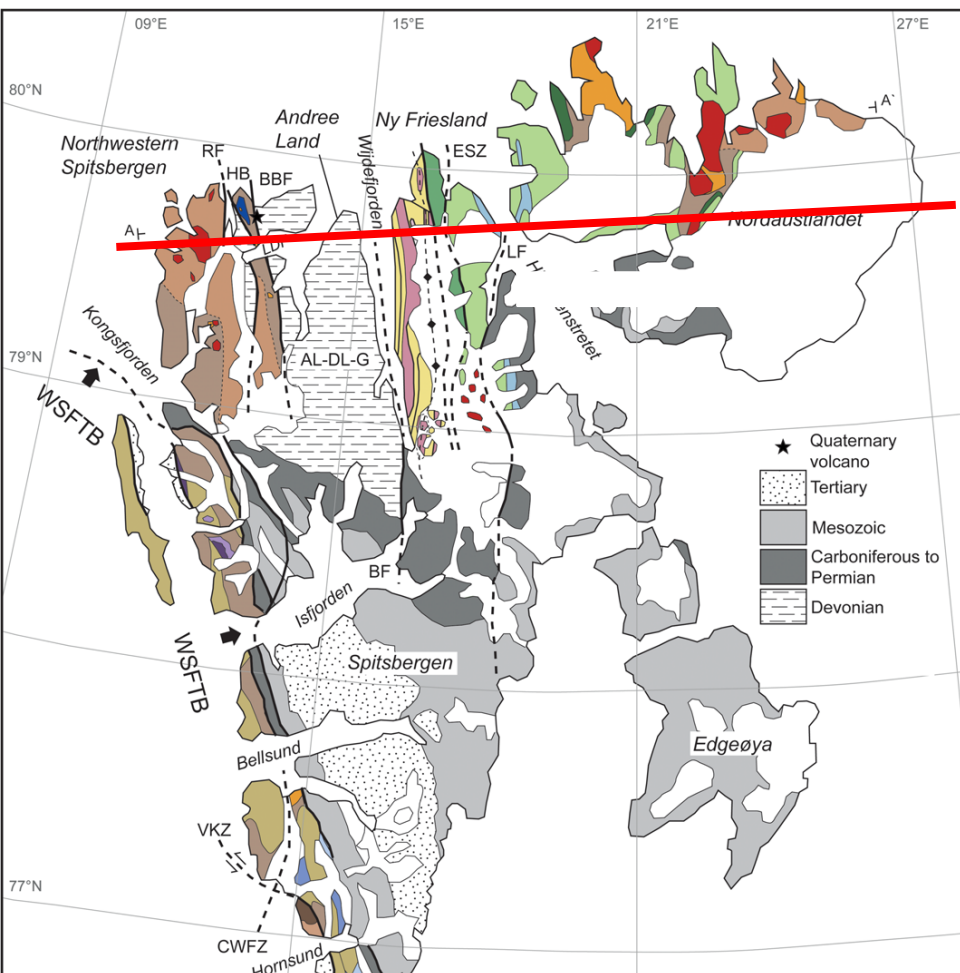 09°E
15°E
21°E
27°E
80°N
A'
Andree
Land
Ny Friesland
Northwestern
Spitsbergen
RF
HB
BBF
Wijdefjorden
ESZ
A
Nordaustlandet
LF
79°N
Kongsfjorden
AL-DL-G
WSFTB
Quaternary
volcano
Tertiary
Mesozoic
Carboniferous to
Permian
Devonian
BF
Isfjorden
WSFTB
Spitsbergen
Bellsund
Edgeøya
VKZ
77°N
CWFZ
Hornsund